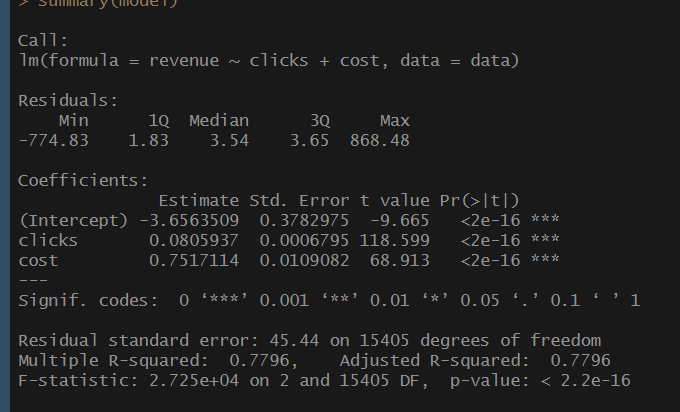 > summary(model)
Call:
lm(formula = revenue ~ clicks + cost, data = data)
Residuals:
    Min      1Q  Median      3Q     Max
-774.83    1.83    3.54    3.65  868.48
Coefficients:
              Estimate Std. Error t value Pr(>|t|)
(Intercept) -3.6563509  0.3782975  -9.665   <2e-16 ***
clicks       0.0805937  0.0006795 118.599   <2e-16 ***
cost         0.7517114  0.0109082  68.913   <2e-16 ***
---
Signif. codes:  0 ‘***’ 0.001 ‘**’ 0.01 ‘*’ 0.05 ‘.’ 0.1 ‘ ’ 1
Residual standard error: 45.44 on 15405 degrees of freedom
Multiple R-squared:  0.7796,	Adjusted R-squared:  0.7796
F-statistic: 2.725e+04 on 2 and 15405 DF,  p-value: < 2.2e-16